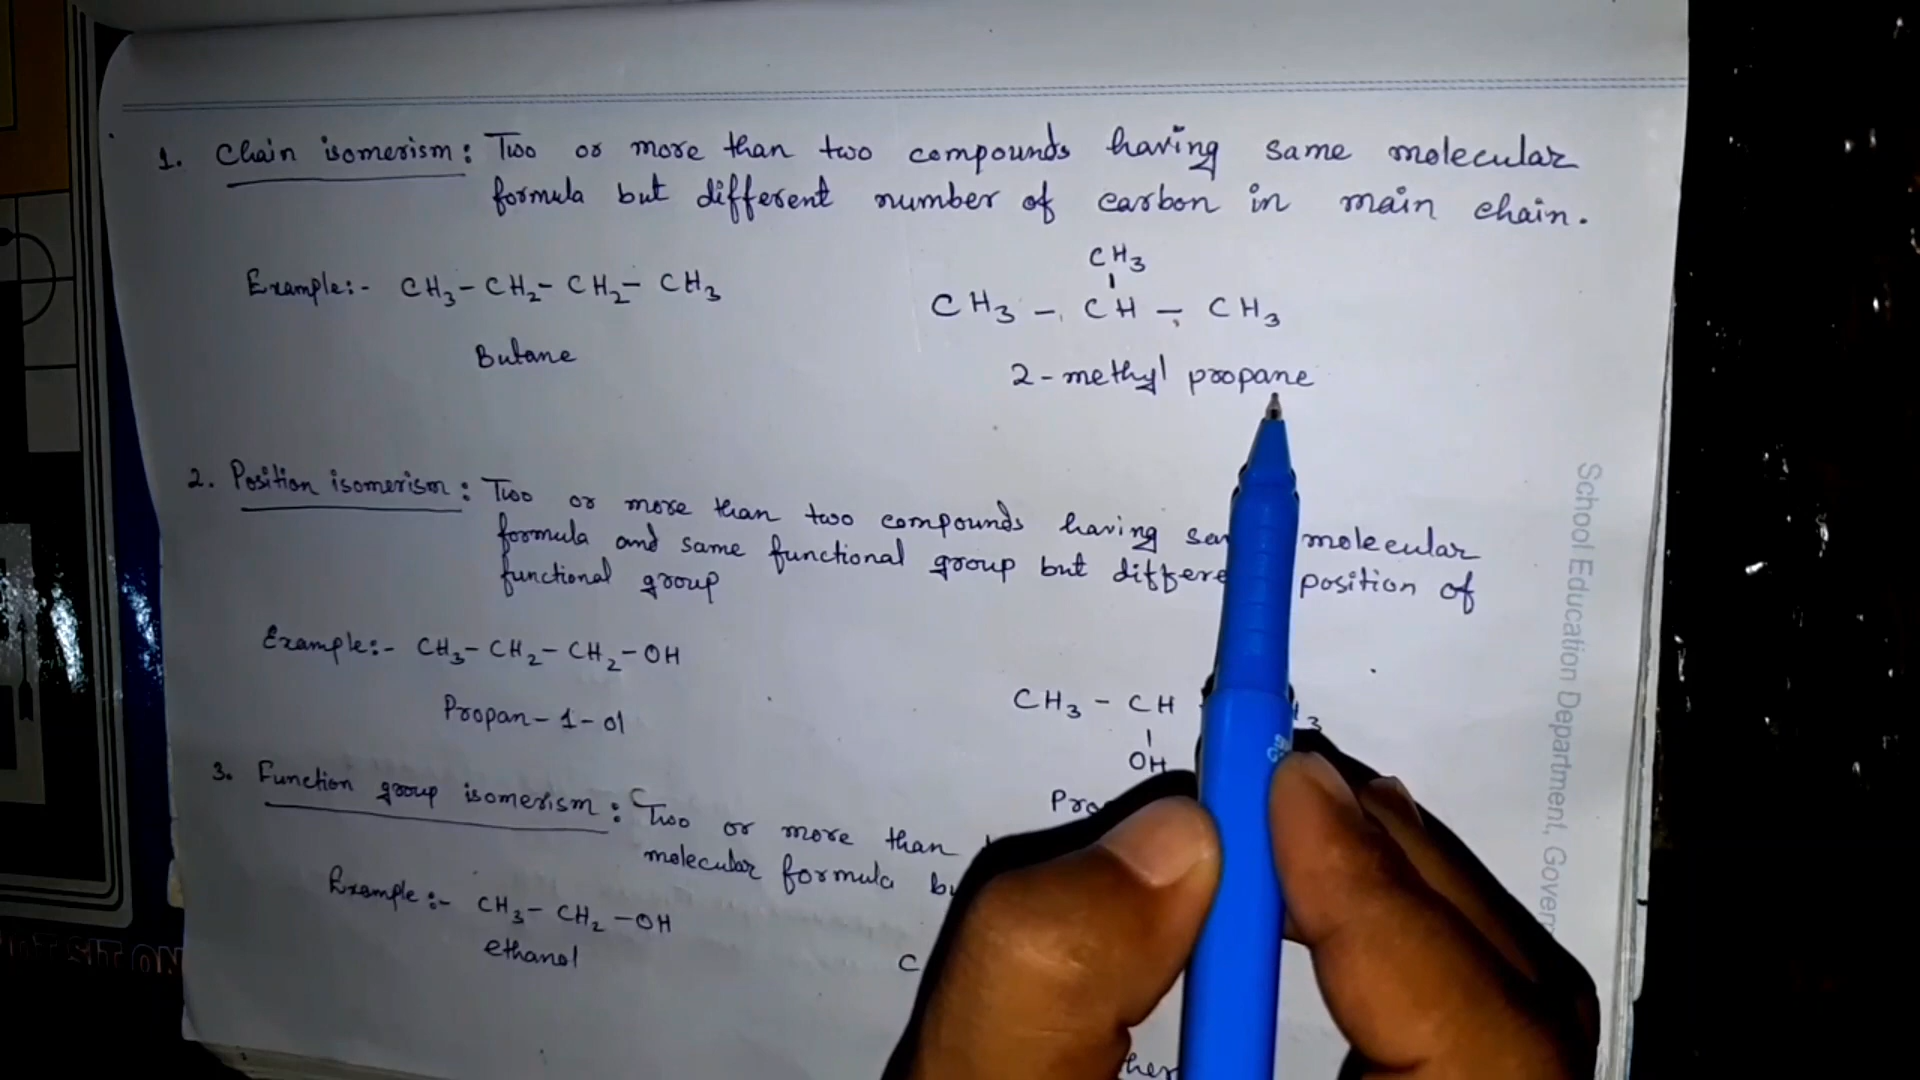 1. Chain isomerism: Two or more than two compounds having same molecular
formula but different number of carbon in main chain.
CH3
Example:- CH3-CH2-CH2-CH3
CH3 - CH - CH3
Butane
2-methyl propane
2. Position isomerism: Two or more than two compounds having molecular
formula and same functional group but position of
functional group
Example:- CH3-CH2-CH2-OH
CH3 - CH
OH
Propan-1-ol
3. Function group isomerism: Two or more than
molecular formula
Example:- CH3-CH2-OH
ethanol
C
School Education Department,
NOT SIT ON